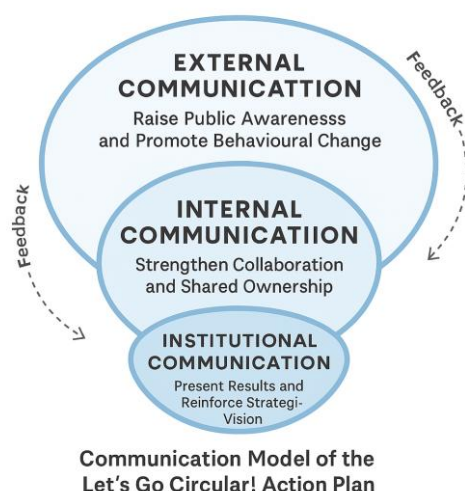 EXTERNAL
COMMUNICATTION
Raise Public Awarenesss
and Promote Behavioural Change
Feedback
Feedback
INTERNAL
COMMUNICATIION
Strengthen Collaboration
and Shared Ownership
INSTITUTIONAL
COMMUNICATION
Present Results and
Reinforce Strategi-
Vision
Communication Model of the
Let's Go Circular! Action Plan